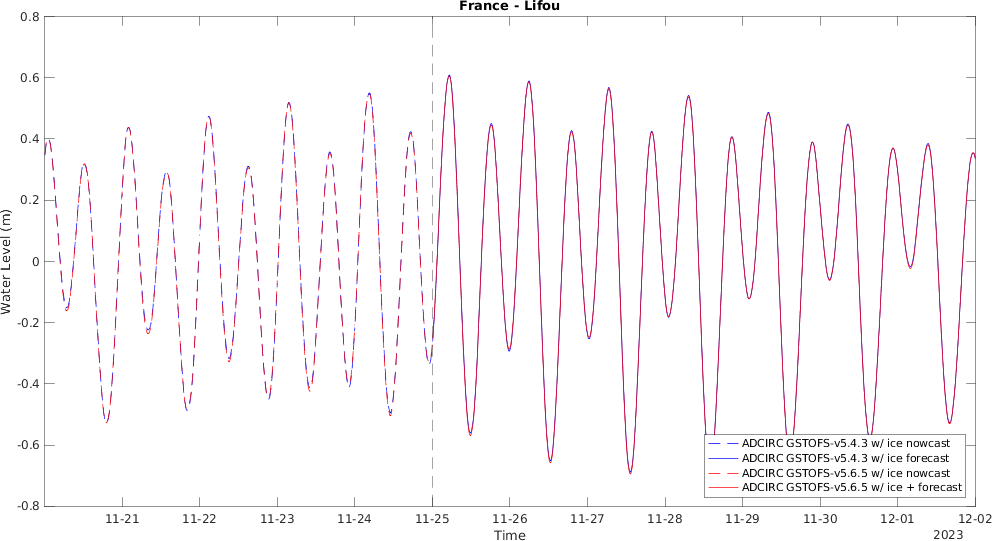 France - Lifou
0.8
0.6
0.4
0.2
0
-0.2
-0.4
-0.6
-0.8
Water Level (m)
ADCIRC GSTOFS-v5.4.3 w/ ice nowcast
ADCIRC GSTOFS-v5.4.3 w/ ice forecast
ADCIRC GSTOFS-v5.6.5 w/ ice nowcast
ADCIRC GSTOFS-v5.6.5 w/ ice + forecast
11-21 11-22 11-23 11-24 11-25 11-26 11-27 11-28 11-29 11-30 12-01 12-02
Time
2023